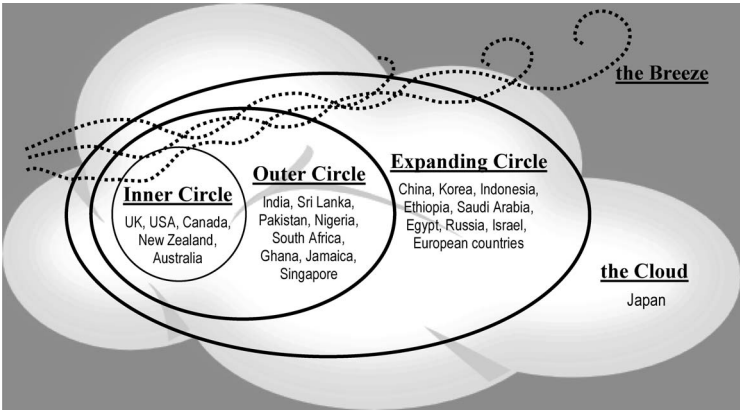 the Breeze
Inner Circle
UK, USA, Canada,
New Zealand,
Australia
Outer Circle
India, Sri Lanka,
Pakistan, Nigeria,
South Africa,
Ghana, Jamaica,
Singapore
Expanding Circle
China, Korea, Indonesia,
Ethiopia, Saudi Arabia,
Egypt, Russia, Israel,
European countries
the Cloud
Japan